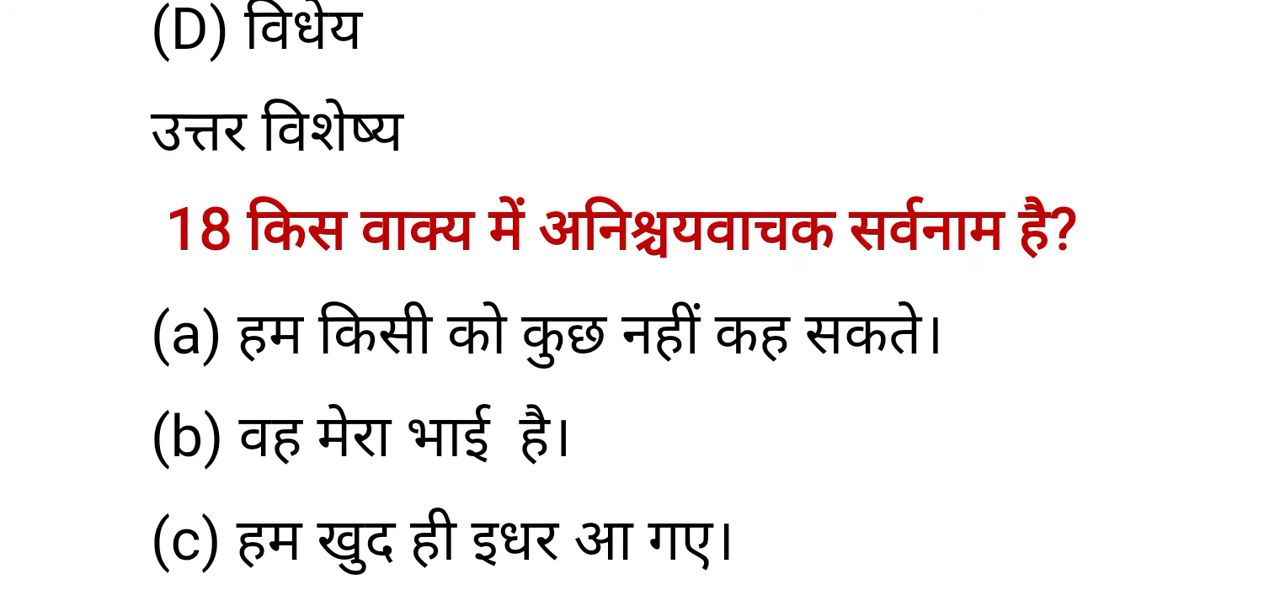 (D) विधेय
उत्तर विशेष्य
18 किस वाक्य में अनिश्चयवाचक सर्वनाम है?
(a) हम किसी को कुछ नहीं कह सकते।
(b) वह मेरा भाई है।
(c) हम खुद ही इधर आ गए।